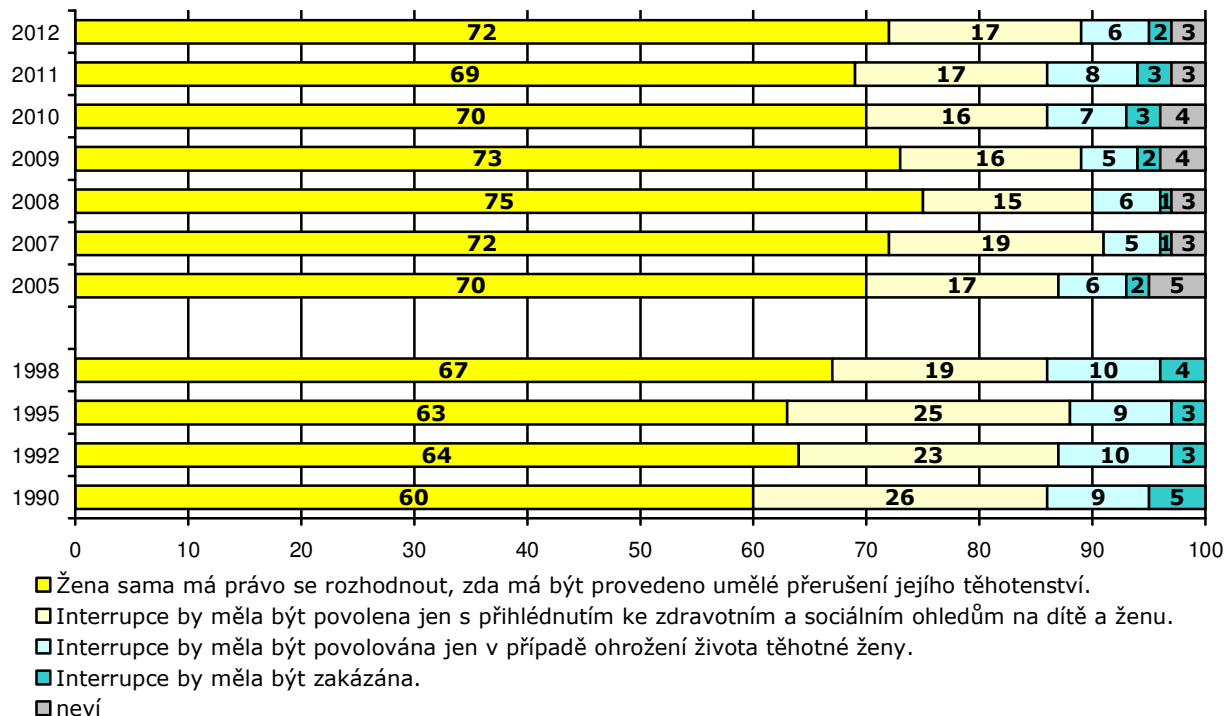 2012 72 17 6 2 3
2011 69 17 8 3 3
2010 70 16 7 3 4
2009 73 16 5 2 4
2008 75 15 6 1 3
2007 72 19 5 1 3
2005 70 17 6 2 5
1998 67 19 10 4
1995 63 25 9 3
1992 64 23 10 3
1990 60 26 9 5
0 10 20 30 40 50 60 70 80 90 100
Žena sama má právo se rozhodnout, zda má být provedeno umělé přerušení jejího těhotenství.
Interrupce by měla být povolena jen s přihlédnutím ke zdravotním a sociálním ohledům na dítě a ženu.
Interrupce by měla být povolována jen v případě ohrožení života těhotné ženy.
Interrupce by měla být zakázána.
neví